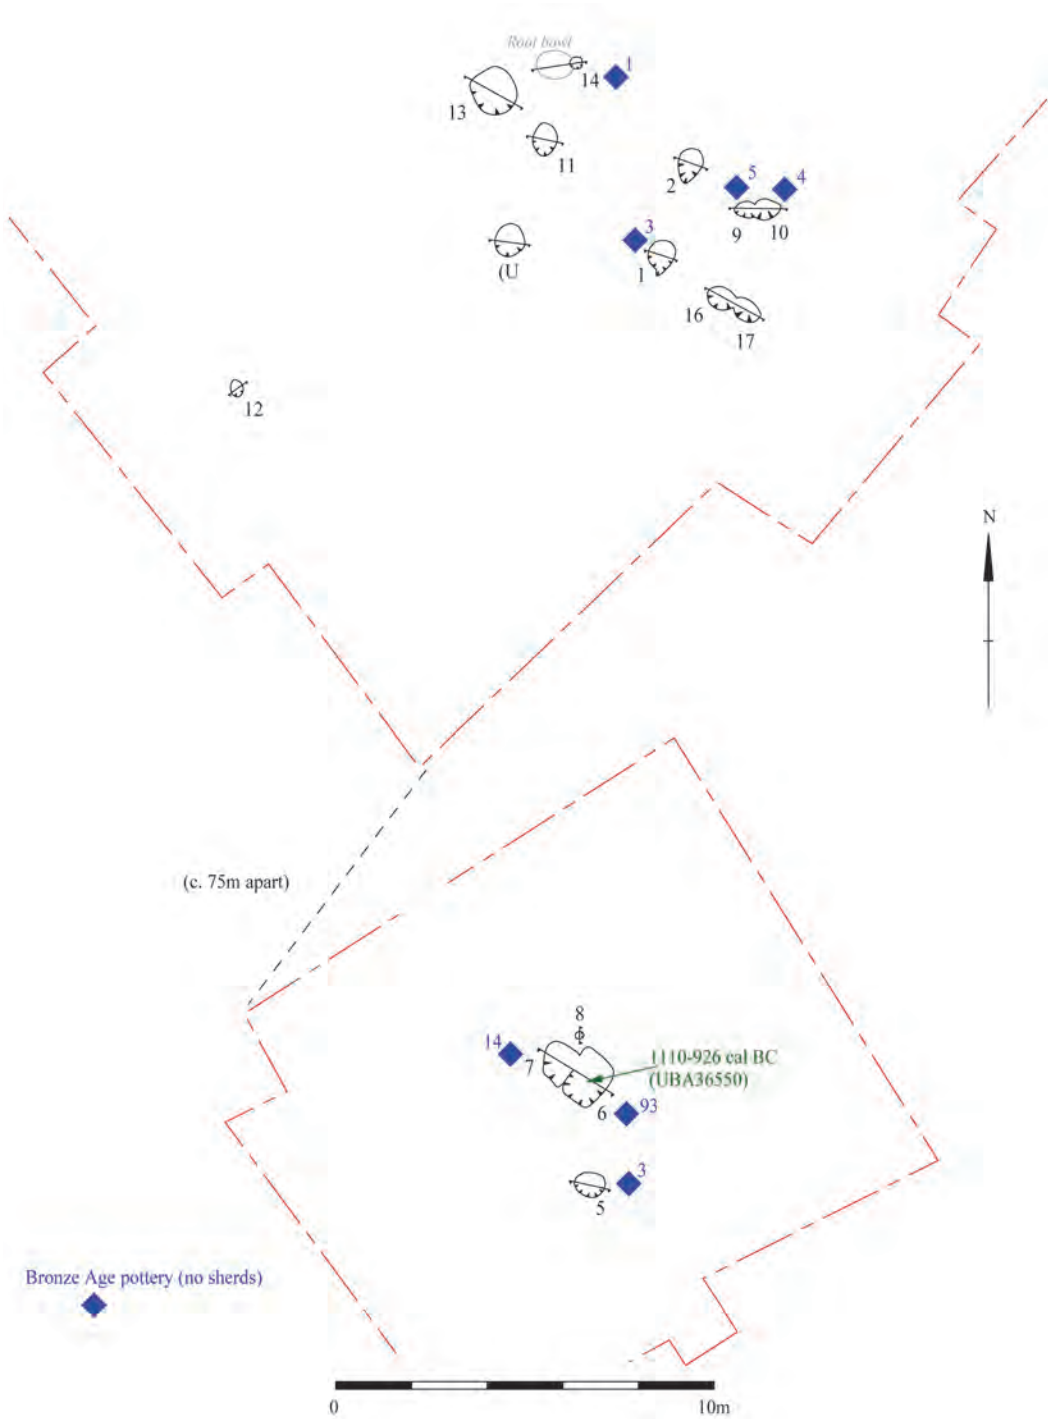 Root bowl
14
1
13
11
2
5
4
9
10
3
1
(U
16
17
12
N
(c. 75m apart)
8
14
7
1110-926 cal BC
(UBA36550)
6
93
3
5
Bronze Age pottery (no sherds)
0
10m